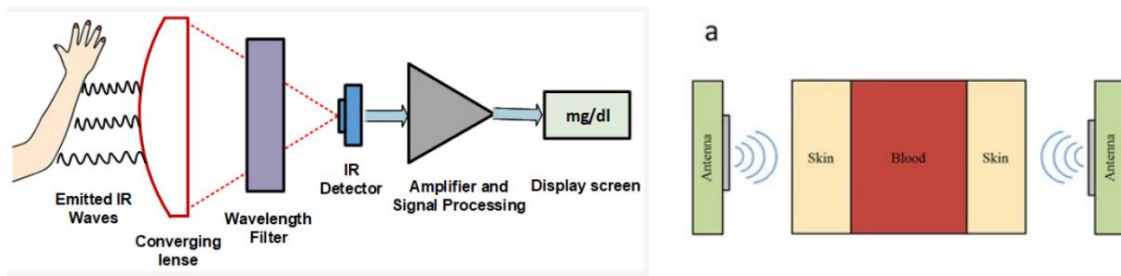 a
mg/dl
Antenna
Skin
Blood
Skin
Antenna
Emitted IR
Waves
Converging
lense
Wavelength
Filter
IR
Detector
Amplifier and
Signal Processing
Display screen